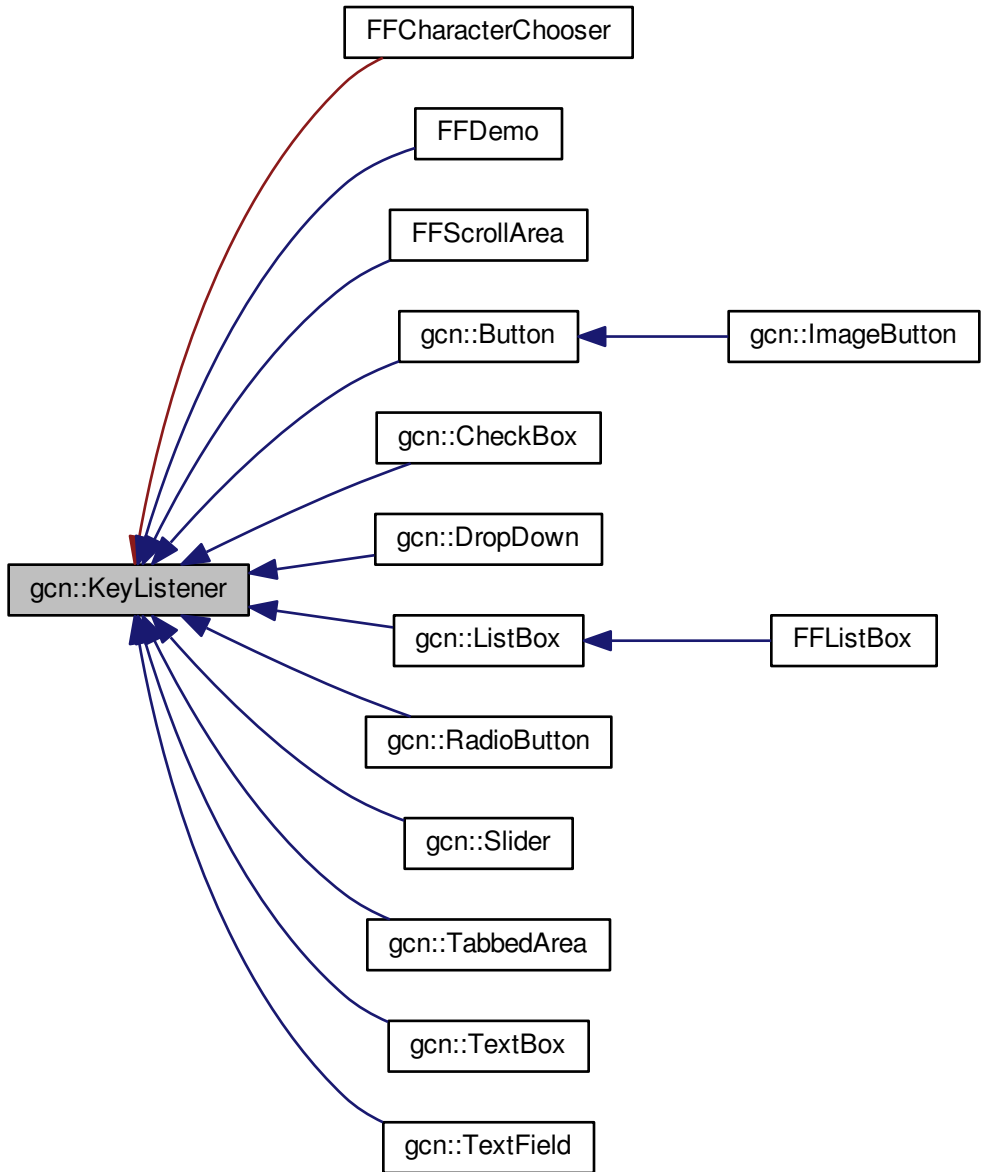 FFCharacterChooser
FFDemo
FFScrollArea
gcn::Button
gcn::ImageButton
gcn::CheckBox
gcn::DropDown
gcn::KeyListener
gcn::ListBox
FFListBox
gcn::RadioButton
gcn::Slider
gcn::TabbedArea
gcn::TextBox
gcn::TextField